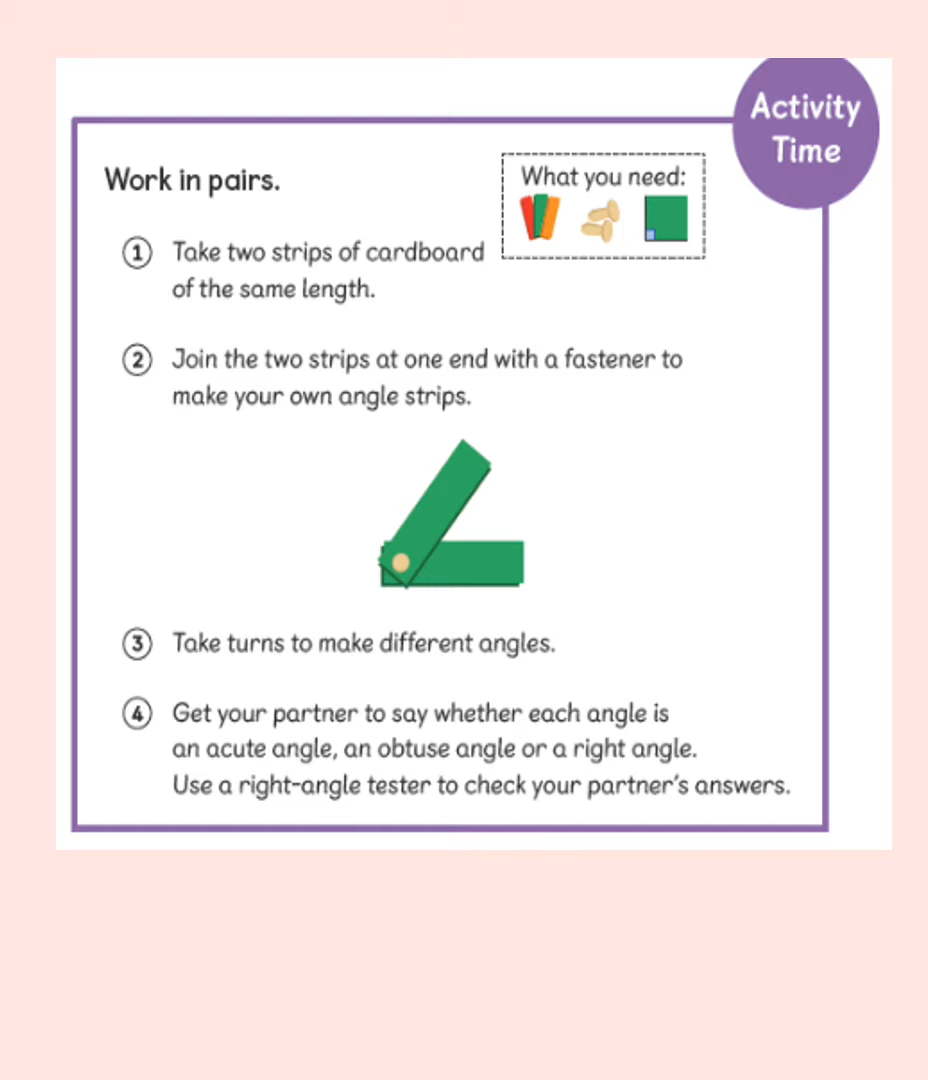 Activity
Time
Work in pairs.
What you need:
1 Take two strips of cardboard
of the same length.
2 Join the two strips at one end with a fastener to
make your own angle strips.
3 Take turns to make different angles.
4 Get your partner to say whether each angle is
an acute angle, an obtuse angle or a right angle.
Use a right-angle tester to check your partner's answers.